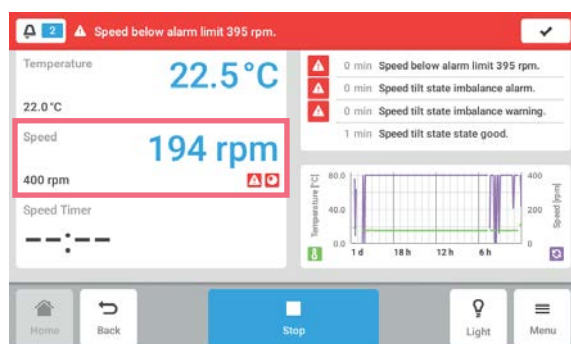 2
Speed below alarm limit 395 rpm.
Temperature
22.5°C
22.0°C
Speed
194 rpm
400 rpm
Speed Timer
--:--
0 min Speed below alarm limit 395 rpm.
0 min Speed tilt state imbalance alarm.
0 min Speed tilt state imbalance warning.
1 min Speed tilt state state good.
Temperature [°C]
80.0
40.0
0.0
1 d
18 h
12 h
6 h
400
200
0
Speed [rpm]
Home
Back
Stop
Light
Menu